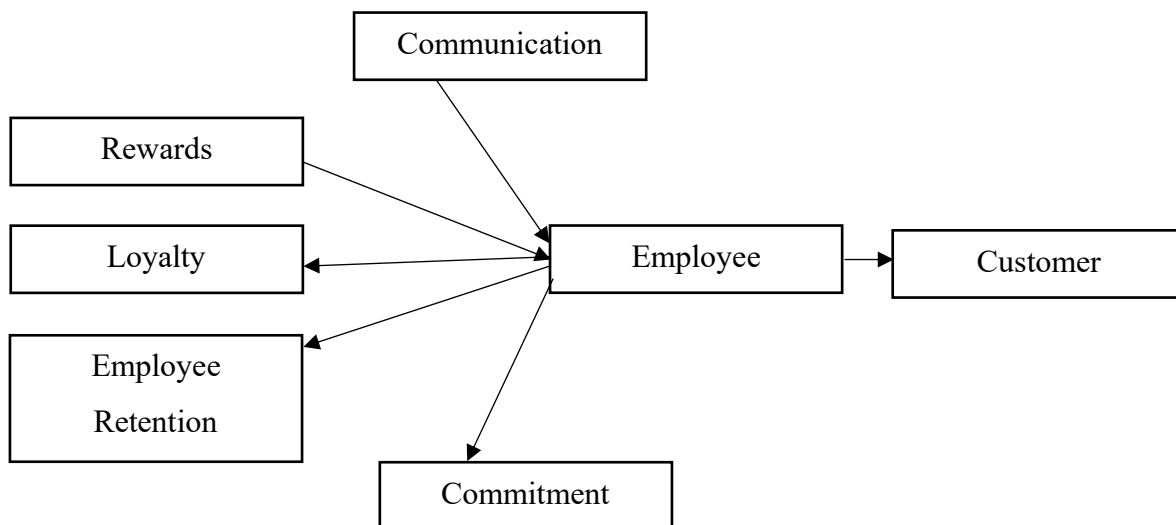 Communication
Rewards
Loyalty
Employee
Customer
Employee
Retention
Commitment